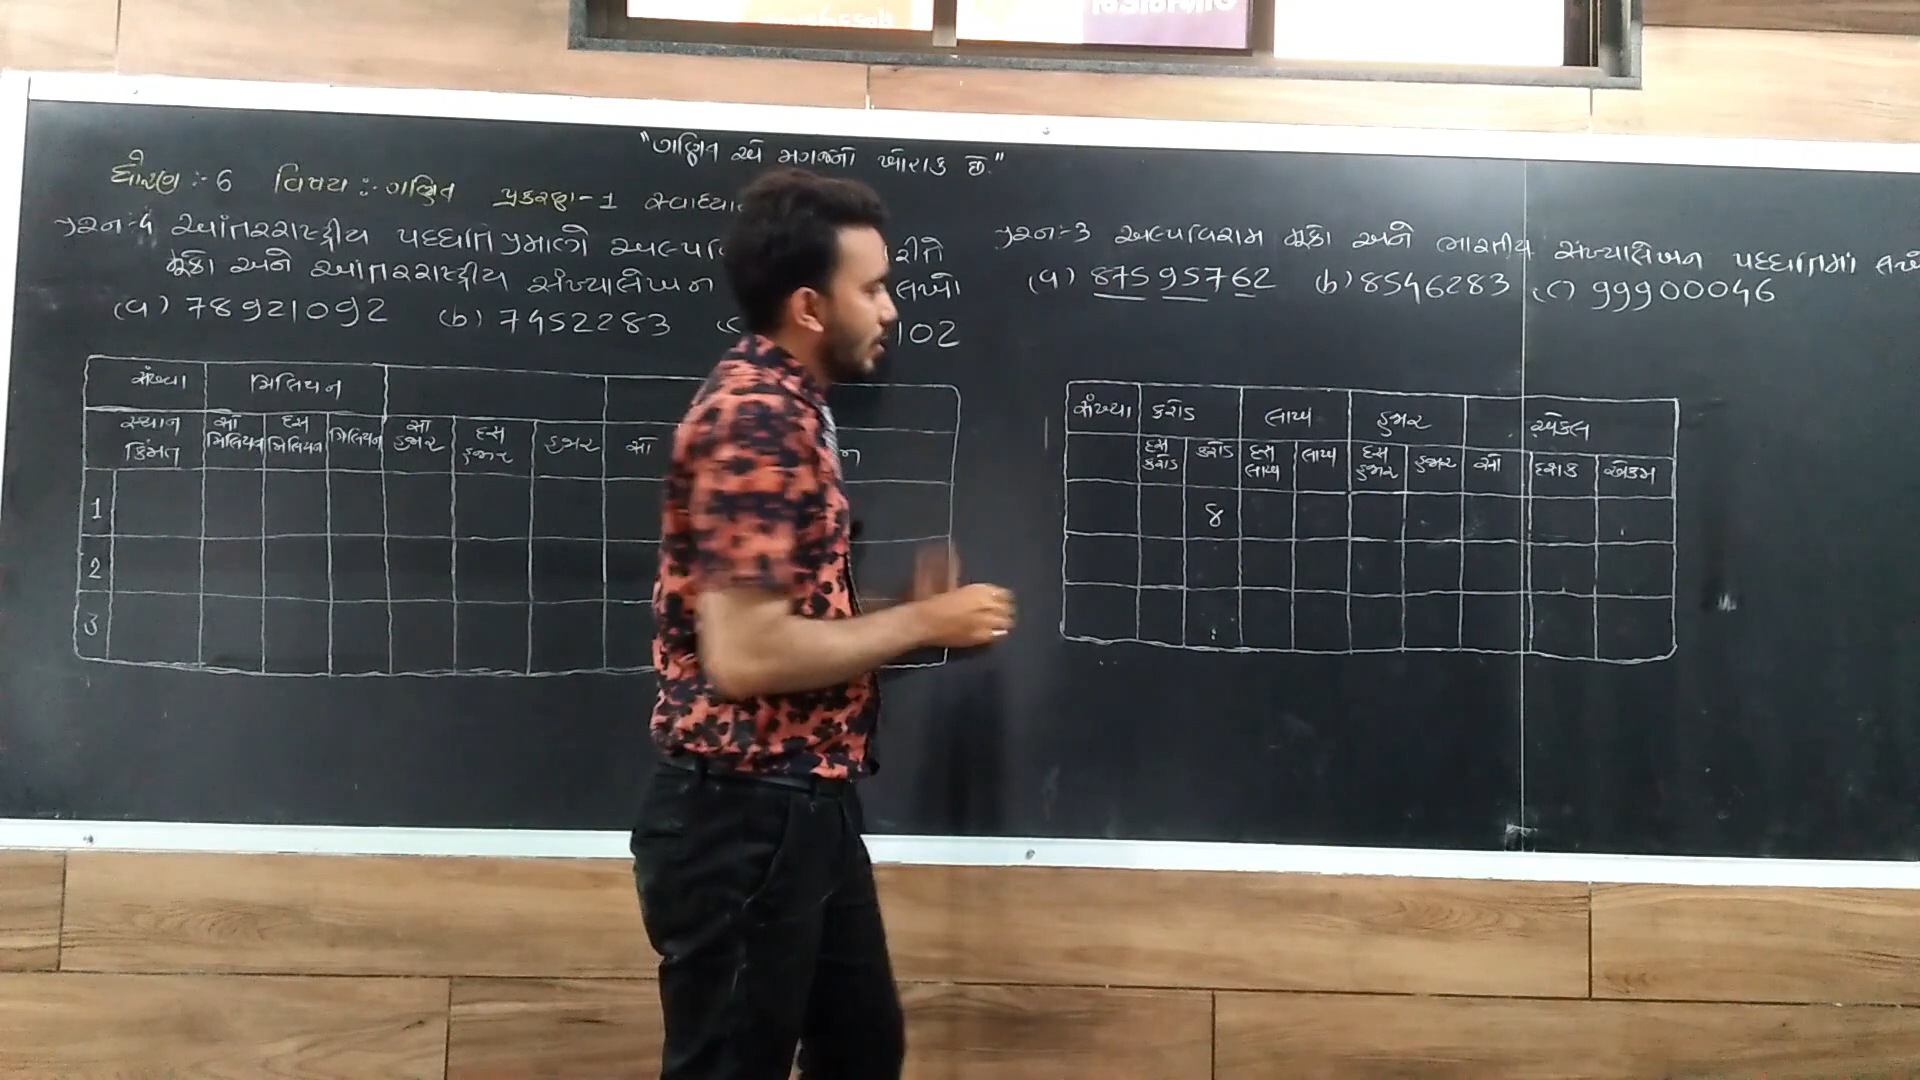 "ગણિત એ મગજનો ખોરાક છે."
ધોરણ :- 6 વિષય :- ગણિત પ્રકરણ - 1
પ્રશ્ન:-4 આંતરરાષ્ટ્રીય પદ્ધતિ પ્રમાણે રીતે
મૂકો અને આંતરરાષ્ટ્રીય સંખ્યાલેખન લખો
(a) 78921092 (b) 7452283 102
સંખ્યા મિલિયન
સ્થાન કિંમત સો મિલિયન દસ મિલિયન મિલિયન સો હજાર દસ હજાર હજાર સો
1
2
3
પ્રશ્ન:-3 અલ્પવિરામ મૂકો અને ભારતીય સંખ્યાલેખન પદ્ધતિમાં
(a) 87595762 (b) 8546283 (c) 99900046
સંખ્યા કરોડ લાખ હજાર એકલ
દસ કરોડ કરોડ દસ લાખ લાખ દસ હજાર હજાર સો દશક એકમ
8